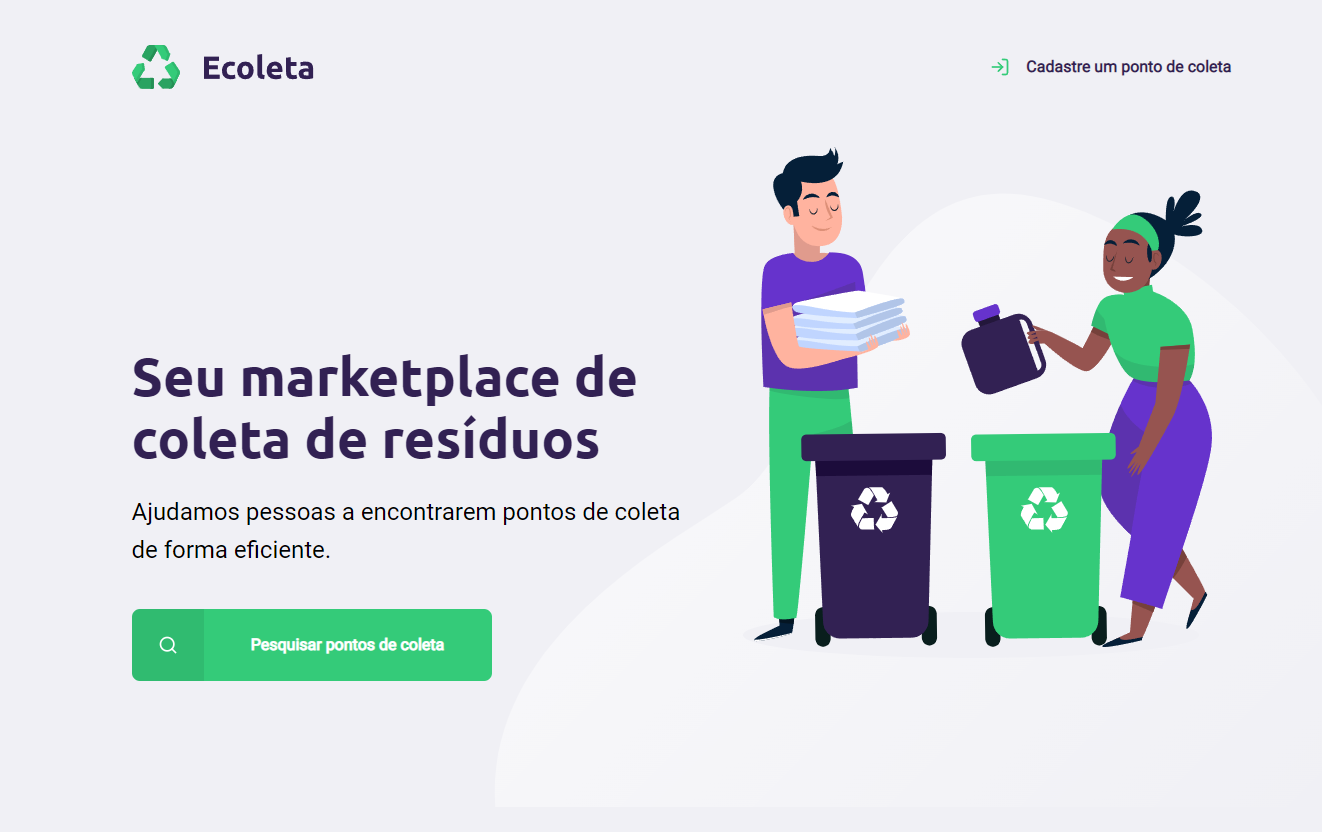 Ecoleta
Cadastre um ponto de coleta
Seu marketplace de
coleta de resíduos
Ajudamos pessoas a encontrarem pontos de coleta
de forma eficiente.
Pesquisar pontos de coleta